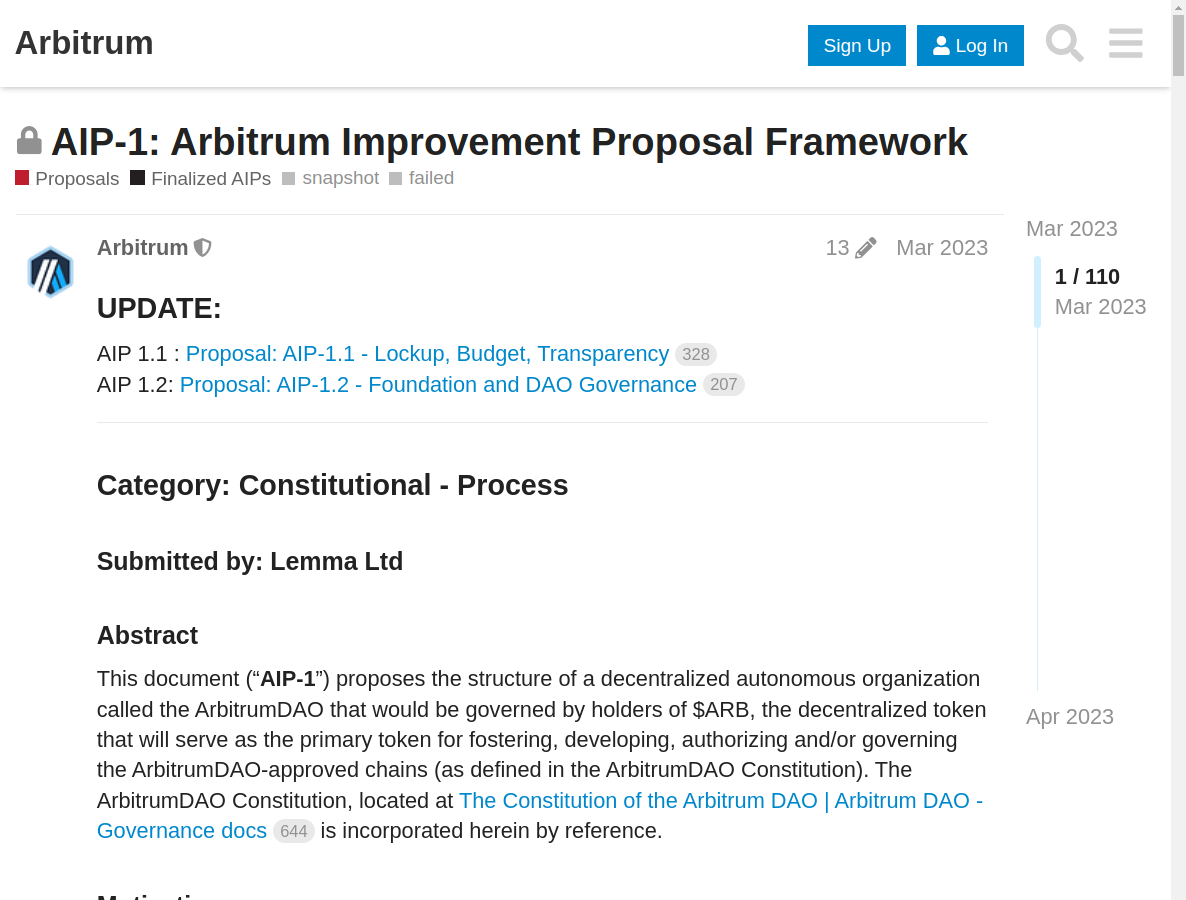 Arbitrum
Sign Up
Log In
AIP-1: Arbitrum Improvement Proposal Framework
Proposals Finalized AIPs snapshot failed
Arbitrum
13 Mar 2023
Mar 2023
1 / 110
Mar 2023
UPDATE:
AIP 1.1 : Proposal: AIP-1.1 - Lockup, Budget, Transparency 328
AIP 1.2: Proposal: AIP-1.2 - Foundation and DAO Governance 207
Category: Constitutional - Process
Submitted by: Lemma Ltd
Abstract
This document (“AIP-1”) proposes the structure of a decentralized autonomous organization
called the ArbitrumDAO that would be governed by holders of $ARB, the decentralized token
that will serve as the primary token for fostering, developing, authorizing and/or governing
the ArbitrumDAO-approved chains (as defined in the ArbitrumDAO Constitution). The
ArbitrumDAO Constitution, located at The Constitution of the Arbitrum DAO | Arbitrum DAO -
Governance docs 644 is incorporated herein by reference.
Apr 2023